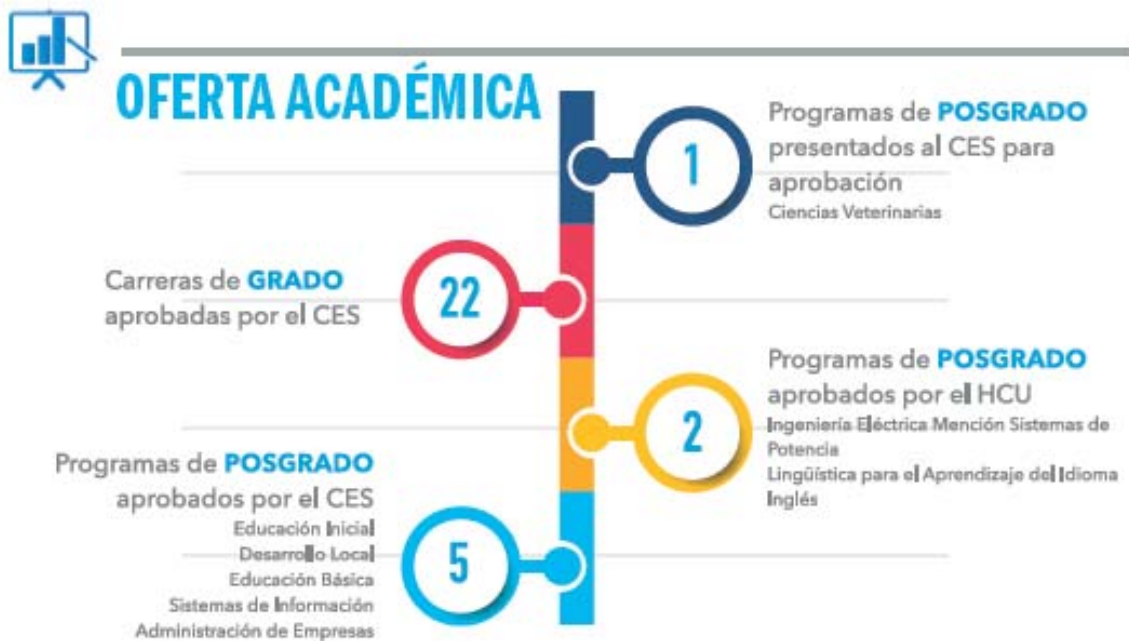 OFERTA ACADÉMICA
1
Programas de POSGRADO
presentados al CES para
aprobación
Ciencias Veterinarias
Carreras de GRADO
aprobadas por el CES
22
Programas de POSGRADO
aprobados por el HCU
Ingeniería Eléctrica Mención Sistemas de
Potencia
Lingüística para el Aprendizaje del Idioma
Inglés
2
Programas de POSGRADO
aprobados por el CES
Educación Inicial
Desarrollo Local
Educación Básica
Sistemas de Información
Administración de Empresas
5